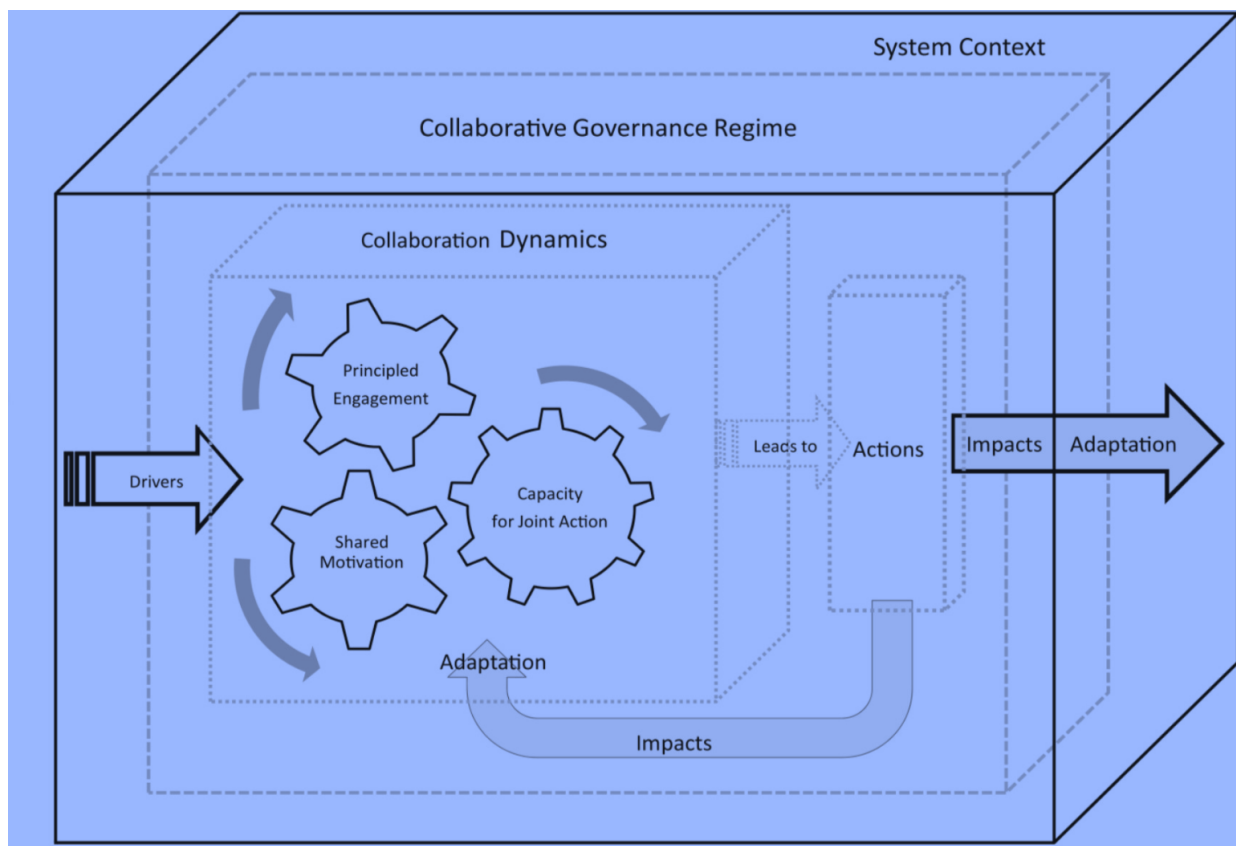 System Context
Collaborative Governance Regime
Collaboration Dynamics
Principled
Engagement
Drivers
Shared
Motivation
Capacity
for Joint Action
Leads to
Actions
Impacts
Adaptation
Adaptation
Impacts